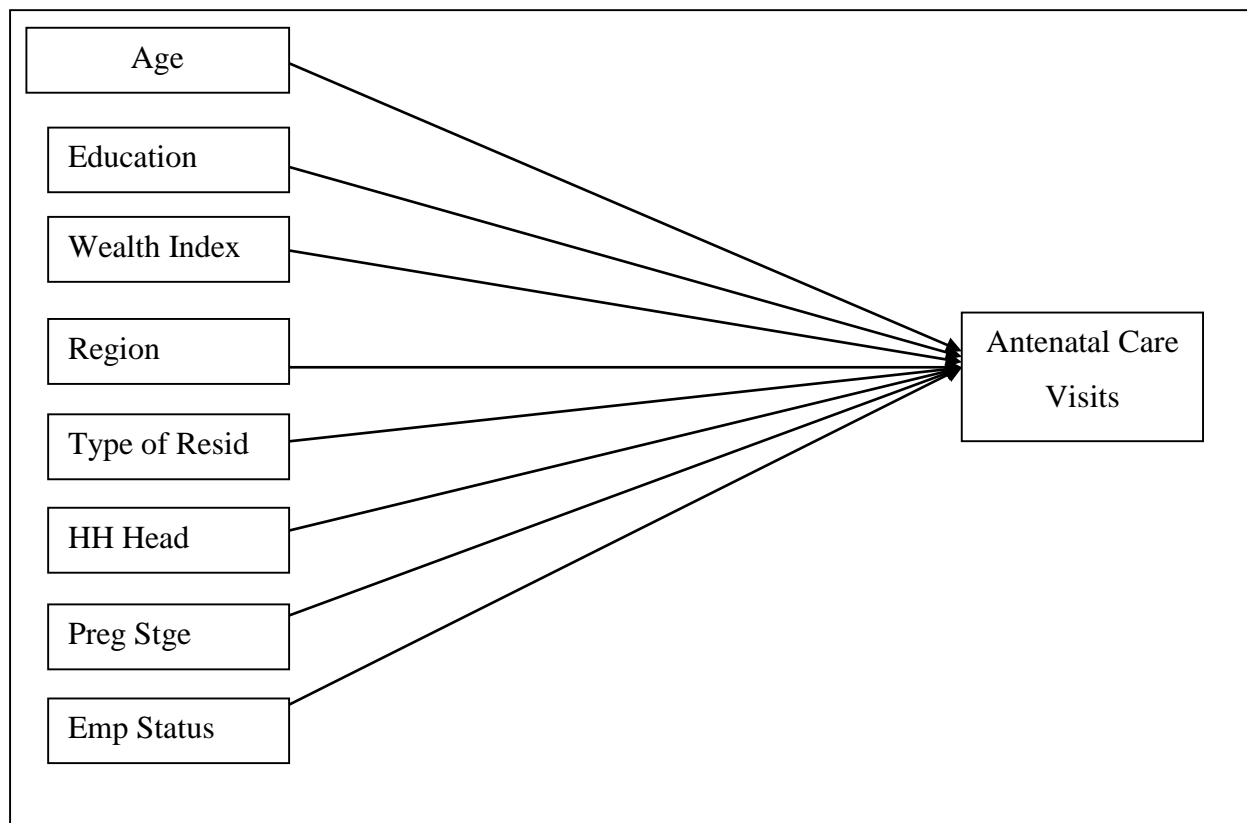 Age
Education
Wealth Index
Region
Type of Resid
HH Head
Preg Stge
Emp Status
Antenatal Care
Visits